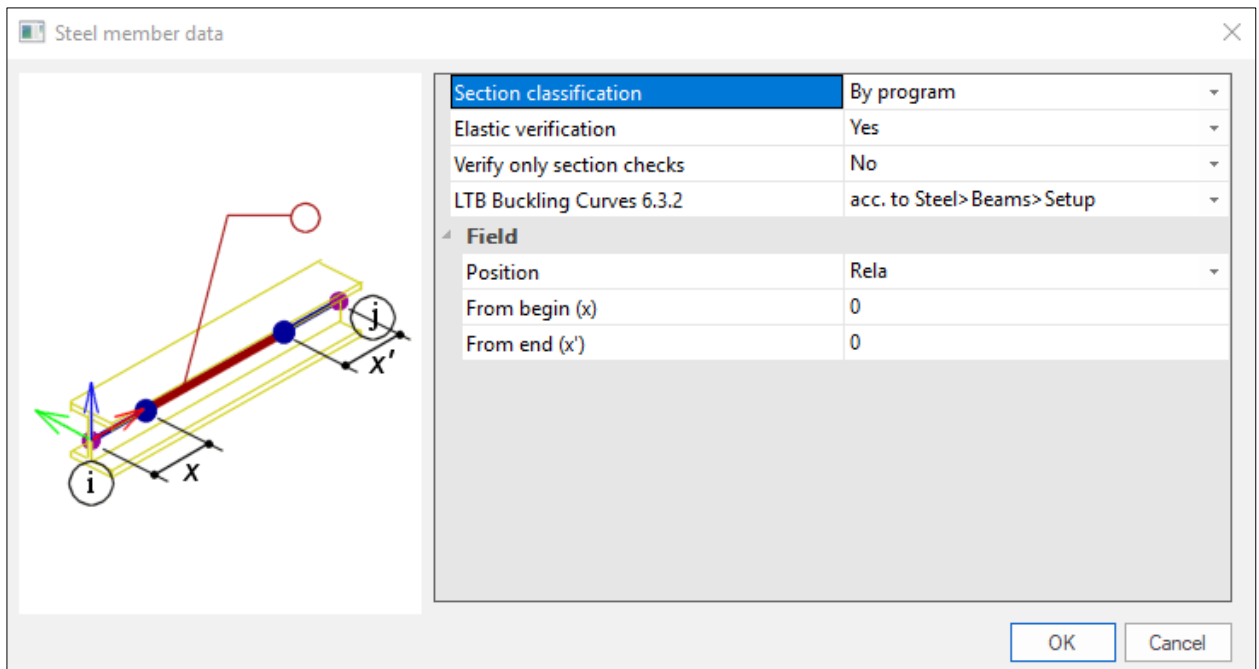 Steel member data
Section classification By program
Elastic verification Yes
Verify only section checks No
LTB Buckling Curves 6.3.2 acc. to Steel>Beams>Setup
Field
Position Rela
From begin (x) 0
From end (x') 0
j
x'
x
i
OK Cancel